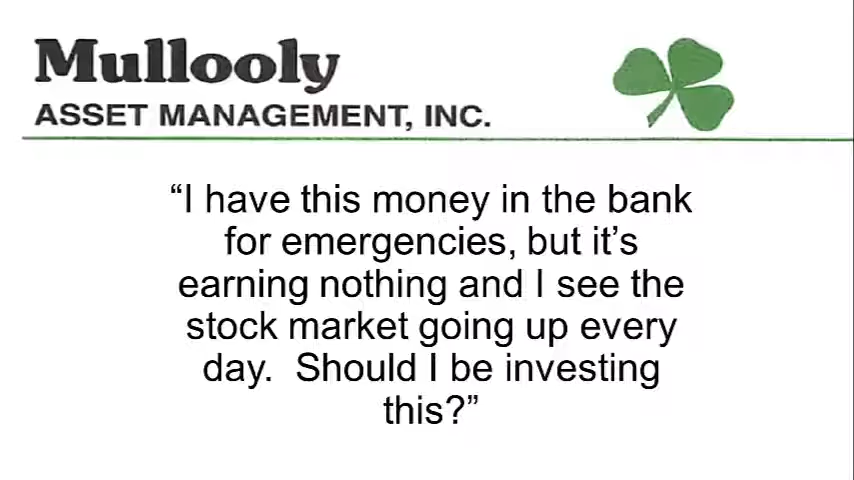 Mullooly
ASSET MANAGEMENT, INC.
“I have this money in the bank
for emergencies, but it’s
earning nothing and I see the
stock market going up every
day.  Should I be investing
this?”